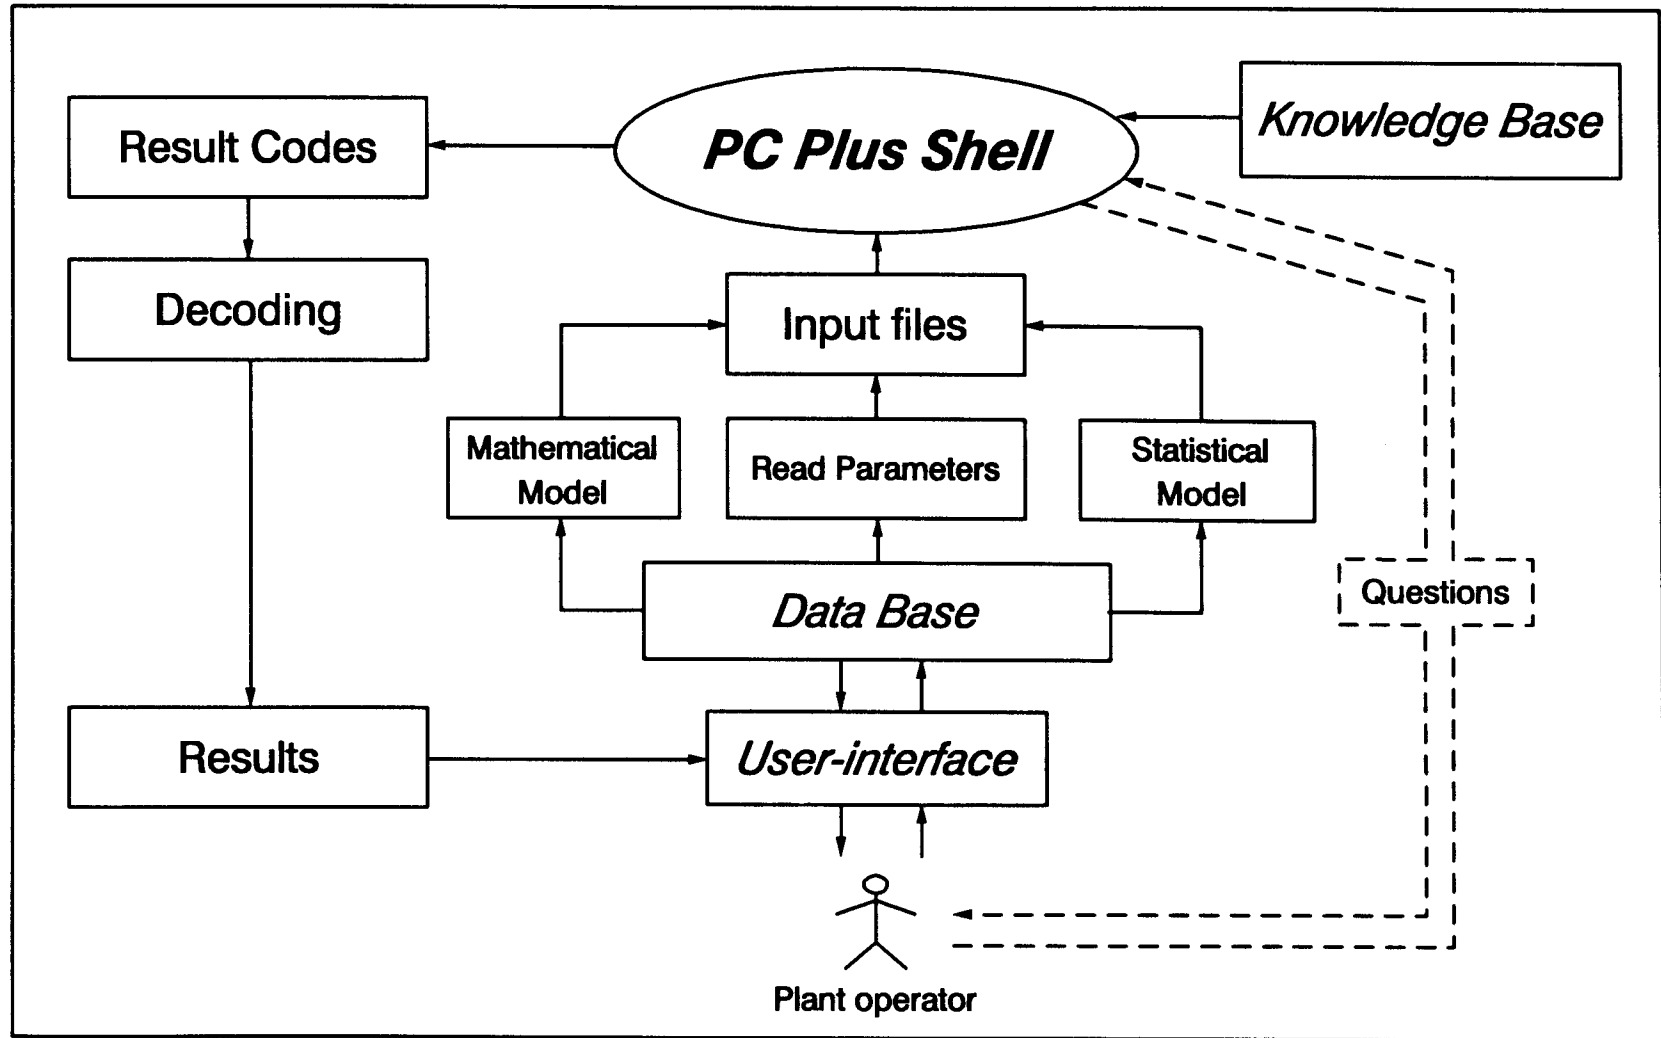 Knowledge Base
Result Codes
PC Plus Shell
Decoding
Input files
Mathematical
Model
Read Parameters
Statistical
Model
Questions
Data Base
Results
User-interface
Plant operator